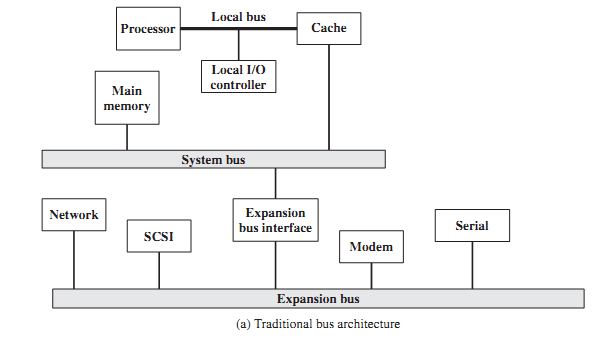 Local bus
Processor
Cache
Local I/O
controller
Main
memory
System bus
Network
SCSI
Expansion
bus interface
Modem
Serial
Expansion bus
(a) Traditional bus architecture